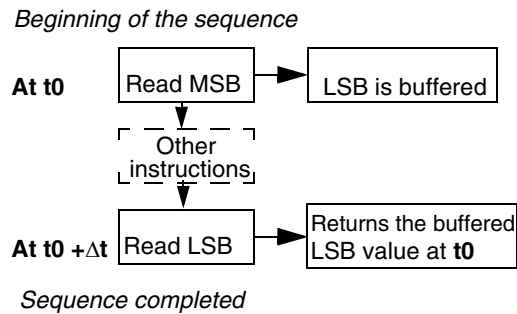 Beginning of the sequence
At t0
Read MSB
LSB is buffered
Other
instructions
At t0 +Δt
Read LSB
Returns the buffered
LSB value at t0
Sequence completed